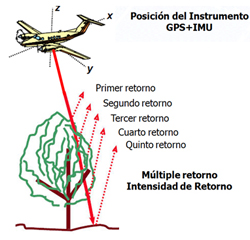 z
x
y
Posición del Instrumento
GPS+IMU
Primer retorno
Segundo retorno
Tercer retorno
Cuarto retorno
Quinto retorno
Múltiple retorno
Intensidad de Retorno